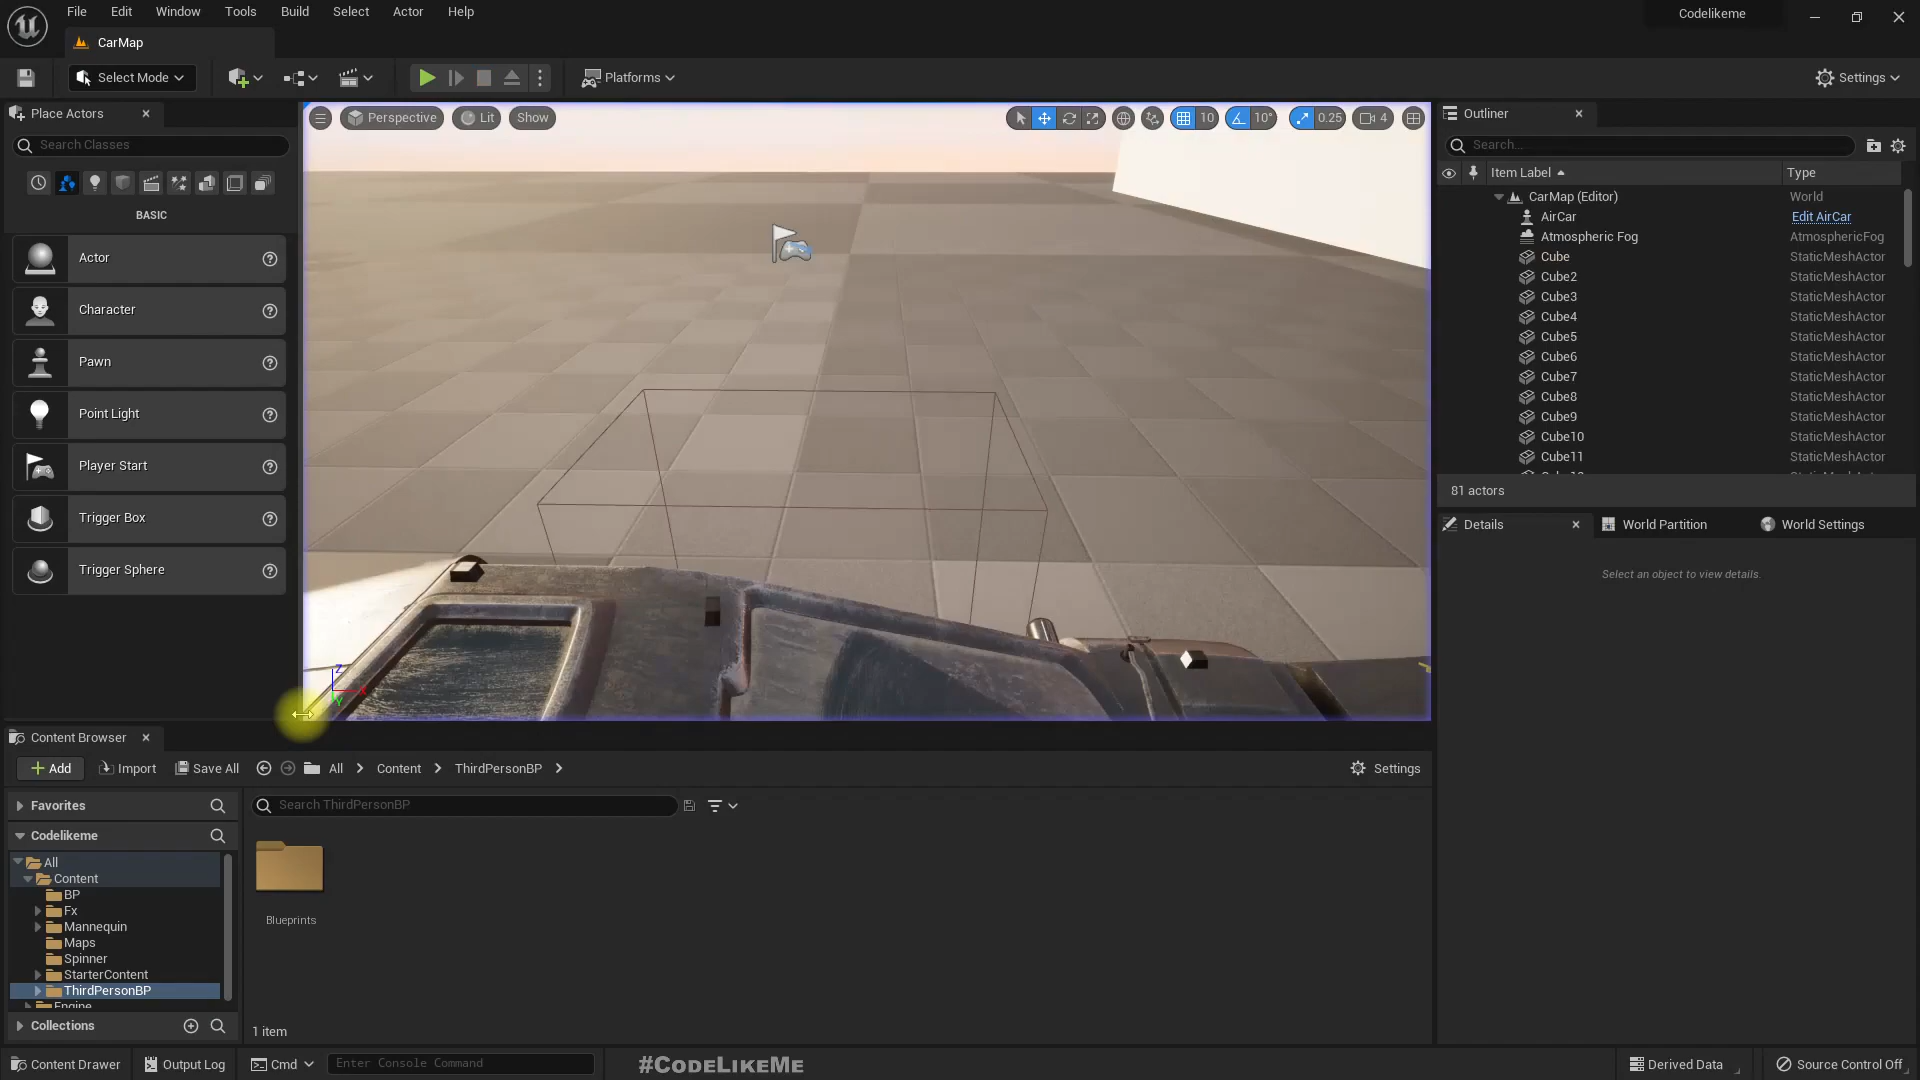 File Edit Window Tools Build Select Actor Help
Codelikeme
CarMap
Select Mode
Platforms
Settings
Place Actors
Search Classes
BASIC
Actor
Character
Pawn
Point Light
Player Start
Trigger Box
Trigger Sphere
Perspective
Lit
Show
10
10°
0.25
4
Z
X
Y
Outliner
Search...
Item Label
Type
CarMap (Editor) World
AirCar Edit AirCar
Atmospheric Fog AtmosphericFog
Cube StaticMeshActor
Cube2 StaticMeshActor
Cube3 StaticMeshActor
Cube4 StaticMeshActor
Cube5 StaticMeshActor
Cube6 StaticMeshActor
Cube7 StaticMeshActor
Cube8 StaticMeshActor
Cube9 StaticMeshActor
Cube10 StaticMeshActor
Cube11 StaticMeshActor
81 actors
Details
World Partition
World Settings
Select an object to view details.
Content Browser
Add
Import
Save All
All
Content
ThirdPersonBP
Settings
Favorites
Search ThirdPersonBP
Codelikeme
All
Content
BP
Fx
Mannequin
Maps
Spinner
StarterContent
ThirdPersonBP
Engine
Collections
Blueprints
1 item
Content Drawer
Output Log
Cmd
Enter Console Command
#CodeLikeMe
Derived Data
Source Control Off